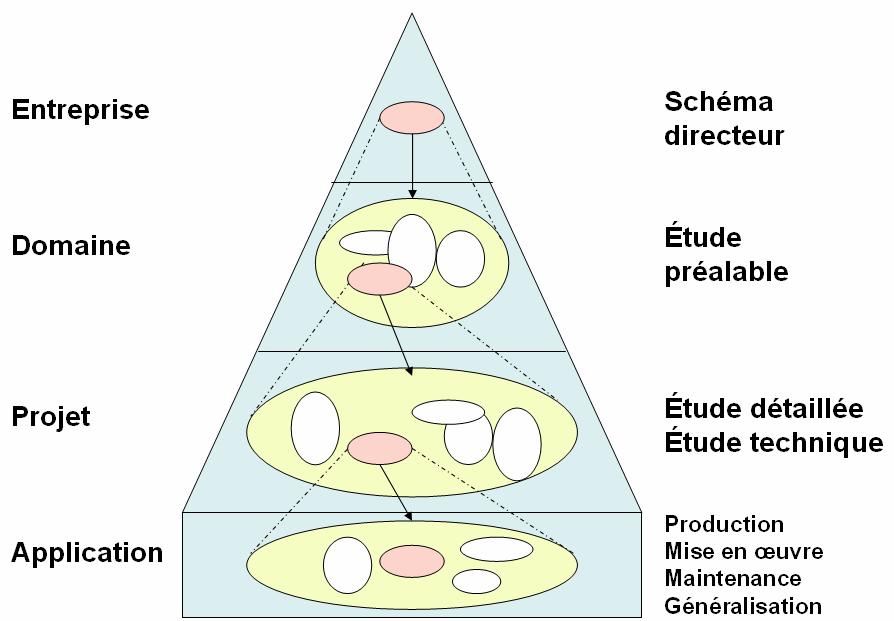 Entreprise
Schéma
directeur
Domaine
Étude
préalable
Projet
Étude détaillée
Étude technique
Application
Production
Mise en œuvre
Maintenance
Généralisation